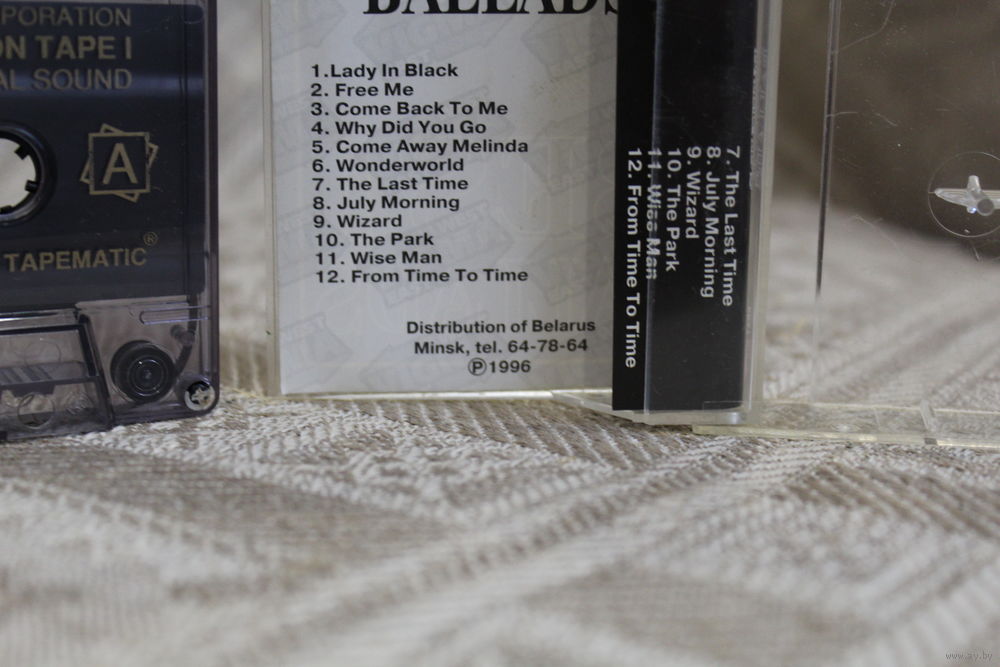 PORATION
ON TAPE I
AL SOUND
A
TAPEMATIC®
BALLADS
1.Lady In Black
2. Free Me
3. Come Back To Me
4. Why Did You Go
5. Come Away Melinda
6. Wonderworld
7. The Last Time
8. July Morning
9. Wizard
10. The Park
11. Wise Man
12. From Time To Time
Distribution of Belarus
Minsk, tel. 64-78-64
Ⓟ1996
7. The Last Time
8. July Morning
9. Wizard
10. The Park
11. Wise Man
12. From Time To Time
www.ay.by